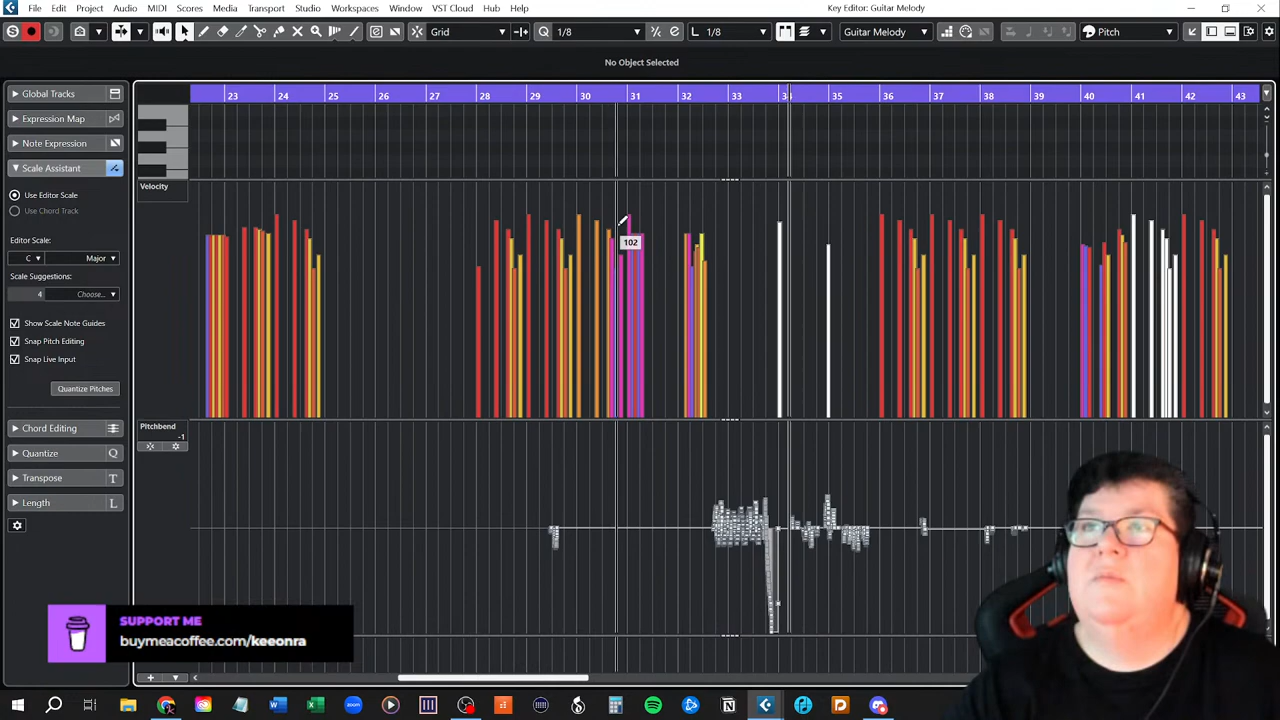 File Edit Project Audio MIDI Scores Media Transport Studio Workspaces Window VST Cloud Hub Help Key Editor: Guitar Melody
S Grid Q 1/8 L 1/8 Guitar Melody Pitch
No Object Selected
Global Tracks
Expression Map
Note Expression
Scale Assistant
Use Editor Scale
Use Chord Track
Editor Scale:
C Major
Scale Suggestions:
4 Choose...
Show Scale Note Guides
Snap Pitch Editing
Snap Live Input
Quantize Pitches
Chord Editing
Quantize Q
Transpose T
Length L
23 24 25 26 27 28 29 30 31 32 33 34 35 36 37 38 39 40 41 42 43
Velocity
102
Pitchbend
-1
SUPPORT ME
buymeacoffee.com/keeonra